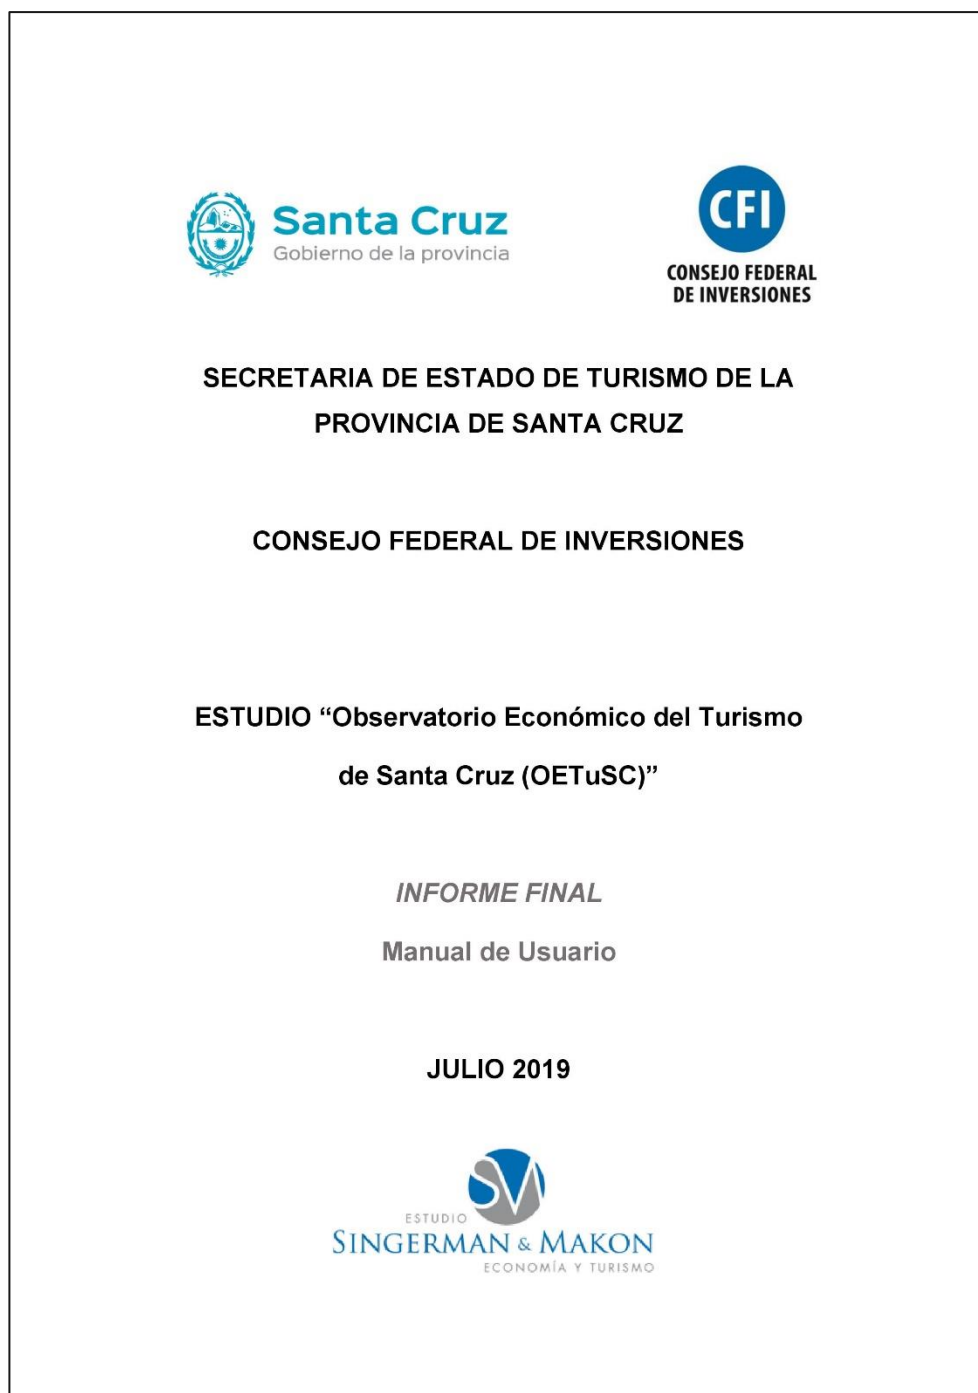 Santa Cruz
Gobierno de la provincia
CFI
CONSEJO FEDERAL
DE INVERSIONES
SECRETARIA DE ESTADO DE TURISMO DE LA
PROVINCIA DE SANTA CRUZ
CONSEJO FEDERAL DE INVERSIONES
ESTUDIO “Observatorio Económico del Turismo
de Santa Cruz (OETuSC)”
INFORME FINAL
Manual de Usuario
JULIO 2019
SM
ESTUDIO
SINGERMAN & MAKON
ECONOMÍA Y TURISMO